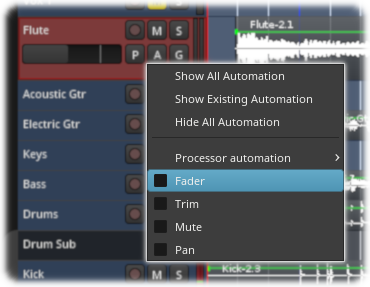 Flute
M S
P A G
Flute-2.1
Acoustic Gtr
Electric Gtr
Keys
Bass
Drums
Drum Sub
Kick
M S
Kick-2.3
Show All Automation
Show Existing Automation
Hide All Automation
Processor automation
Fader
Trim
Mute
Pan